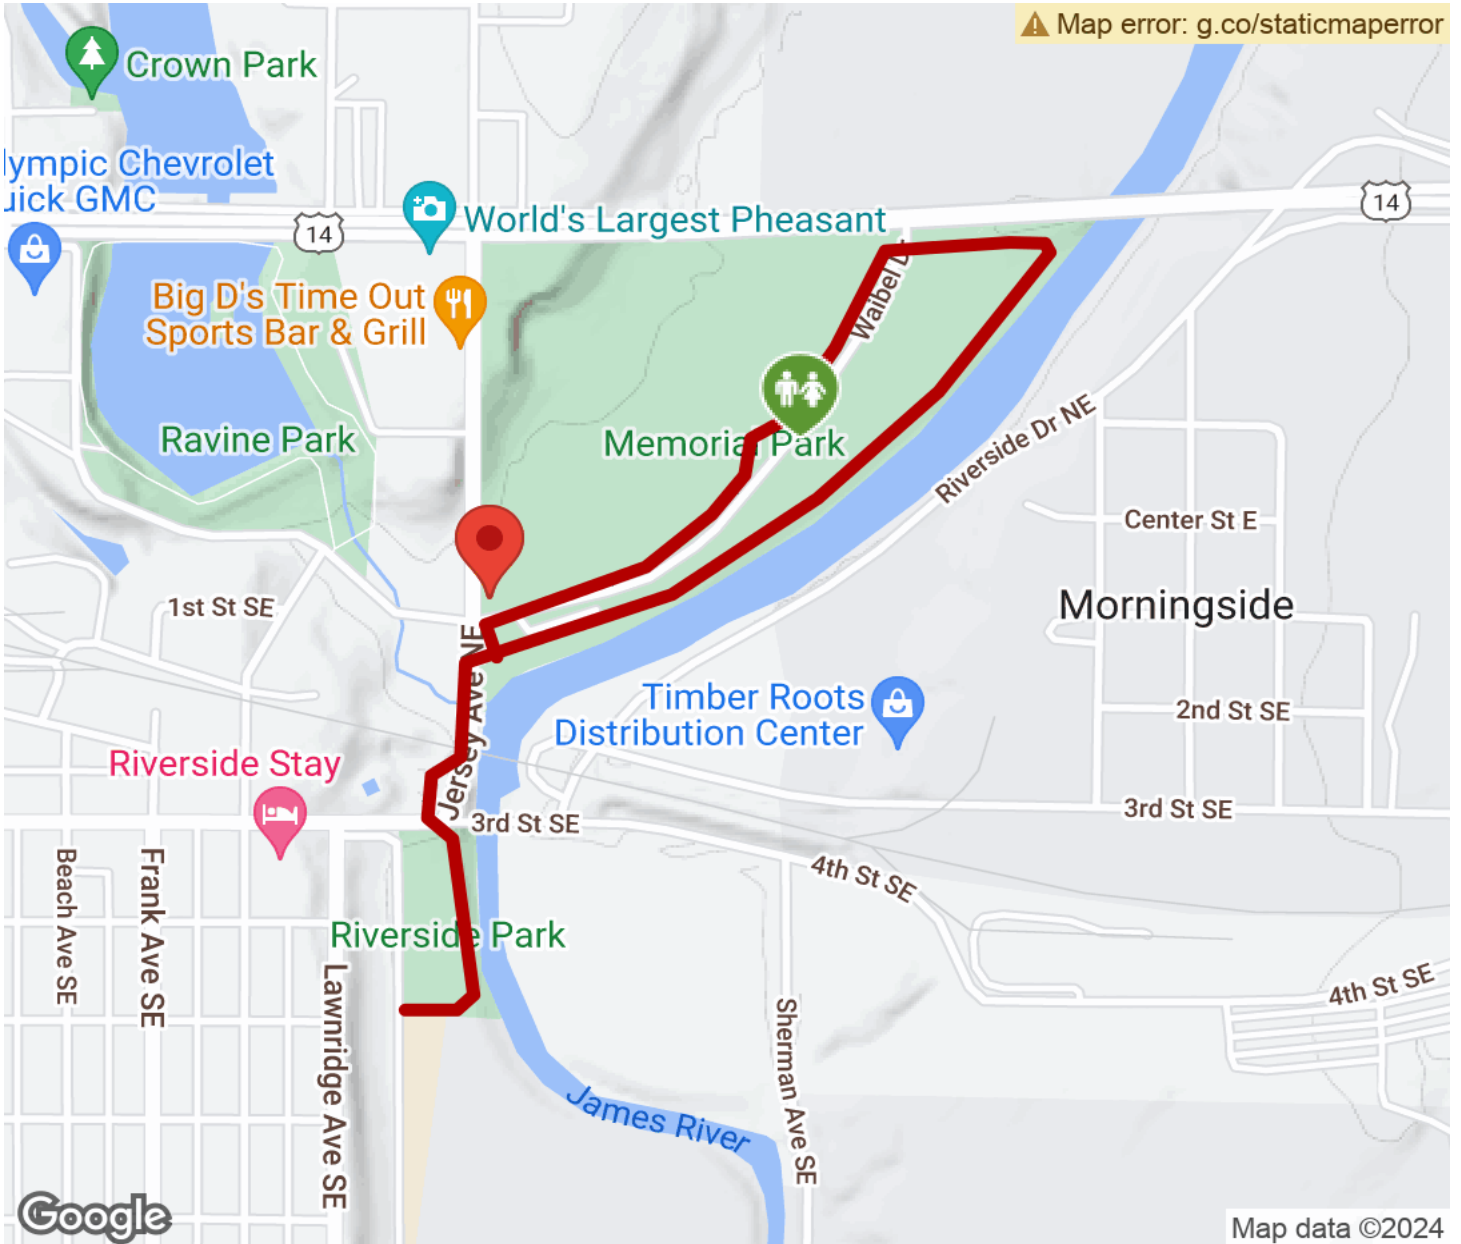 Map error: g.co/staticmaperror
Crown Park
lympic Chevrolet
uick GMC
14
14
World's Largest Pheasant
Big D's Time Out
Sports Bar & Grill
Waibel D
Ravine Park
Memorial Park
Riverside Dr NE
Center St E
1st St SE
Morningside
Jersey Ave NE
Timber Roots
Distribution Center
2nd St SE
Riverside Stay
3rd St SE
3rd St SE
Beach Ave SE
Frank Ave SE
4th St SE
Riverside Park
Lawnridge Ave SE
4th St SE
Sherman Ave SE
James River
Google
Map data ©2024